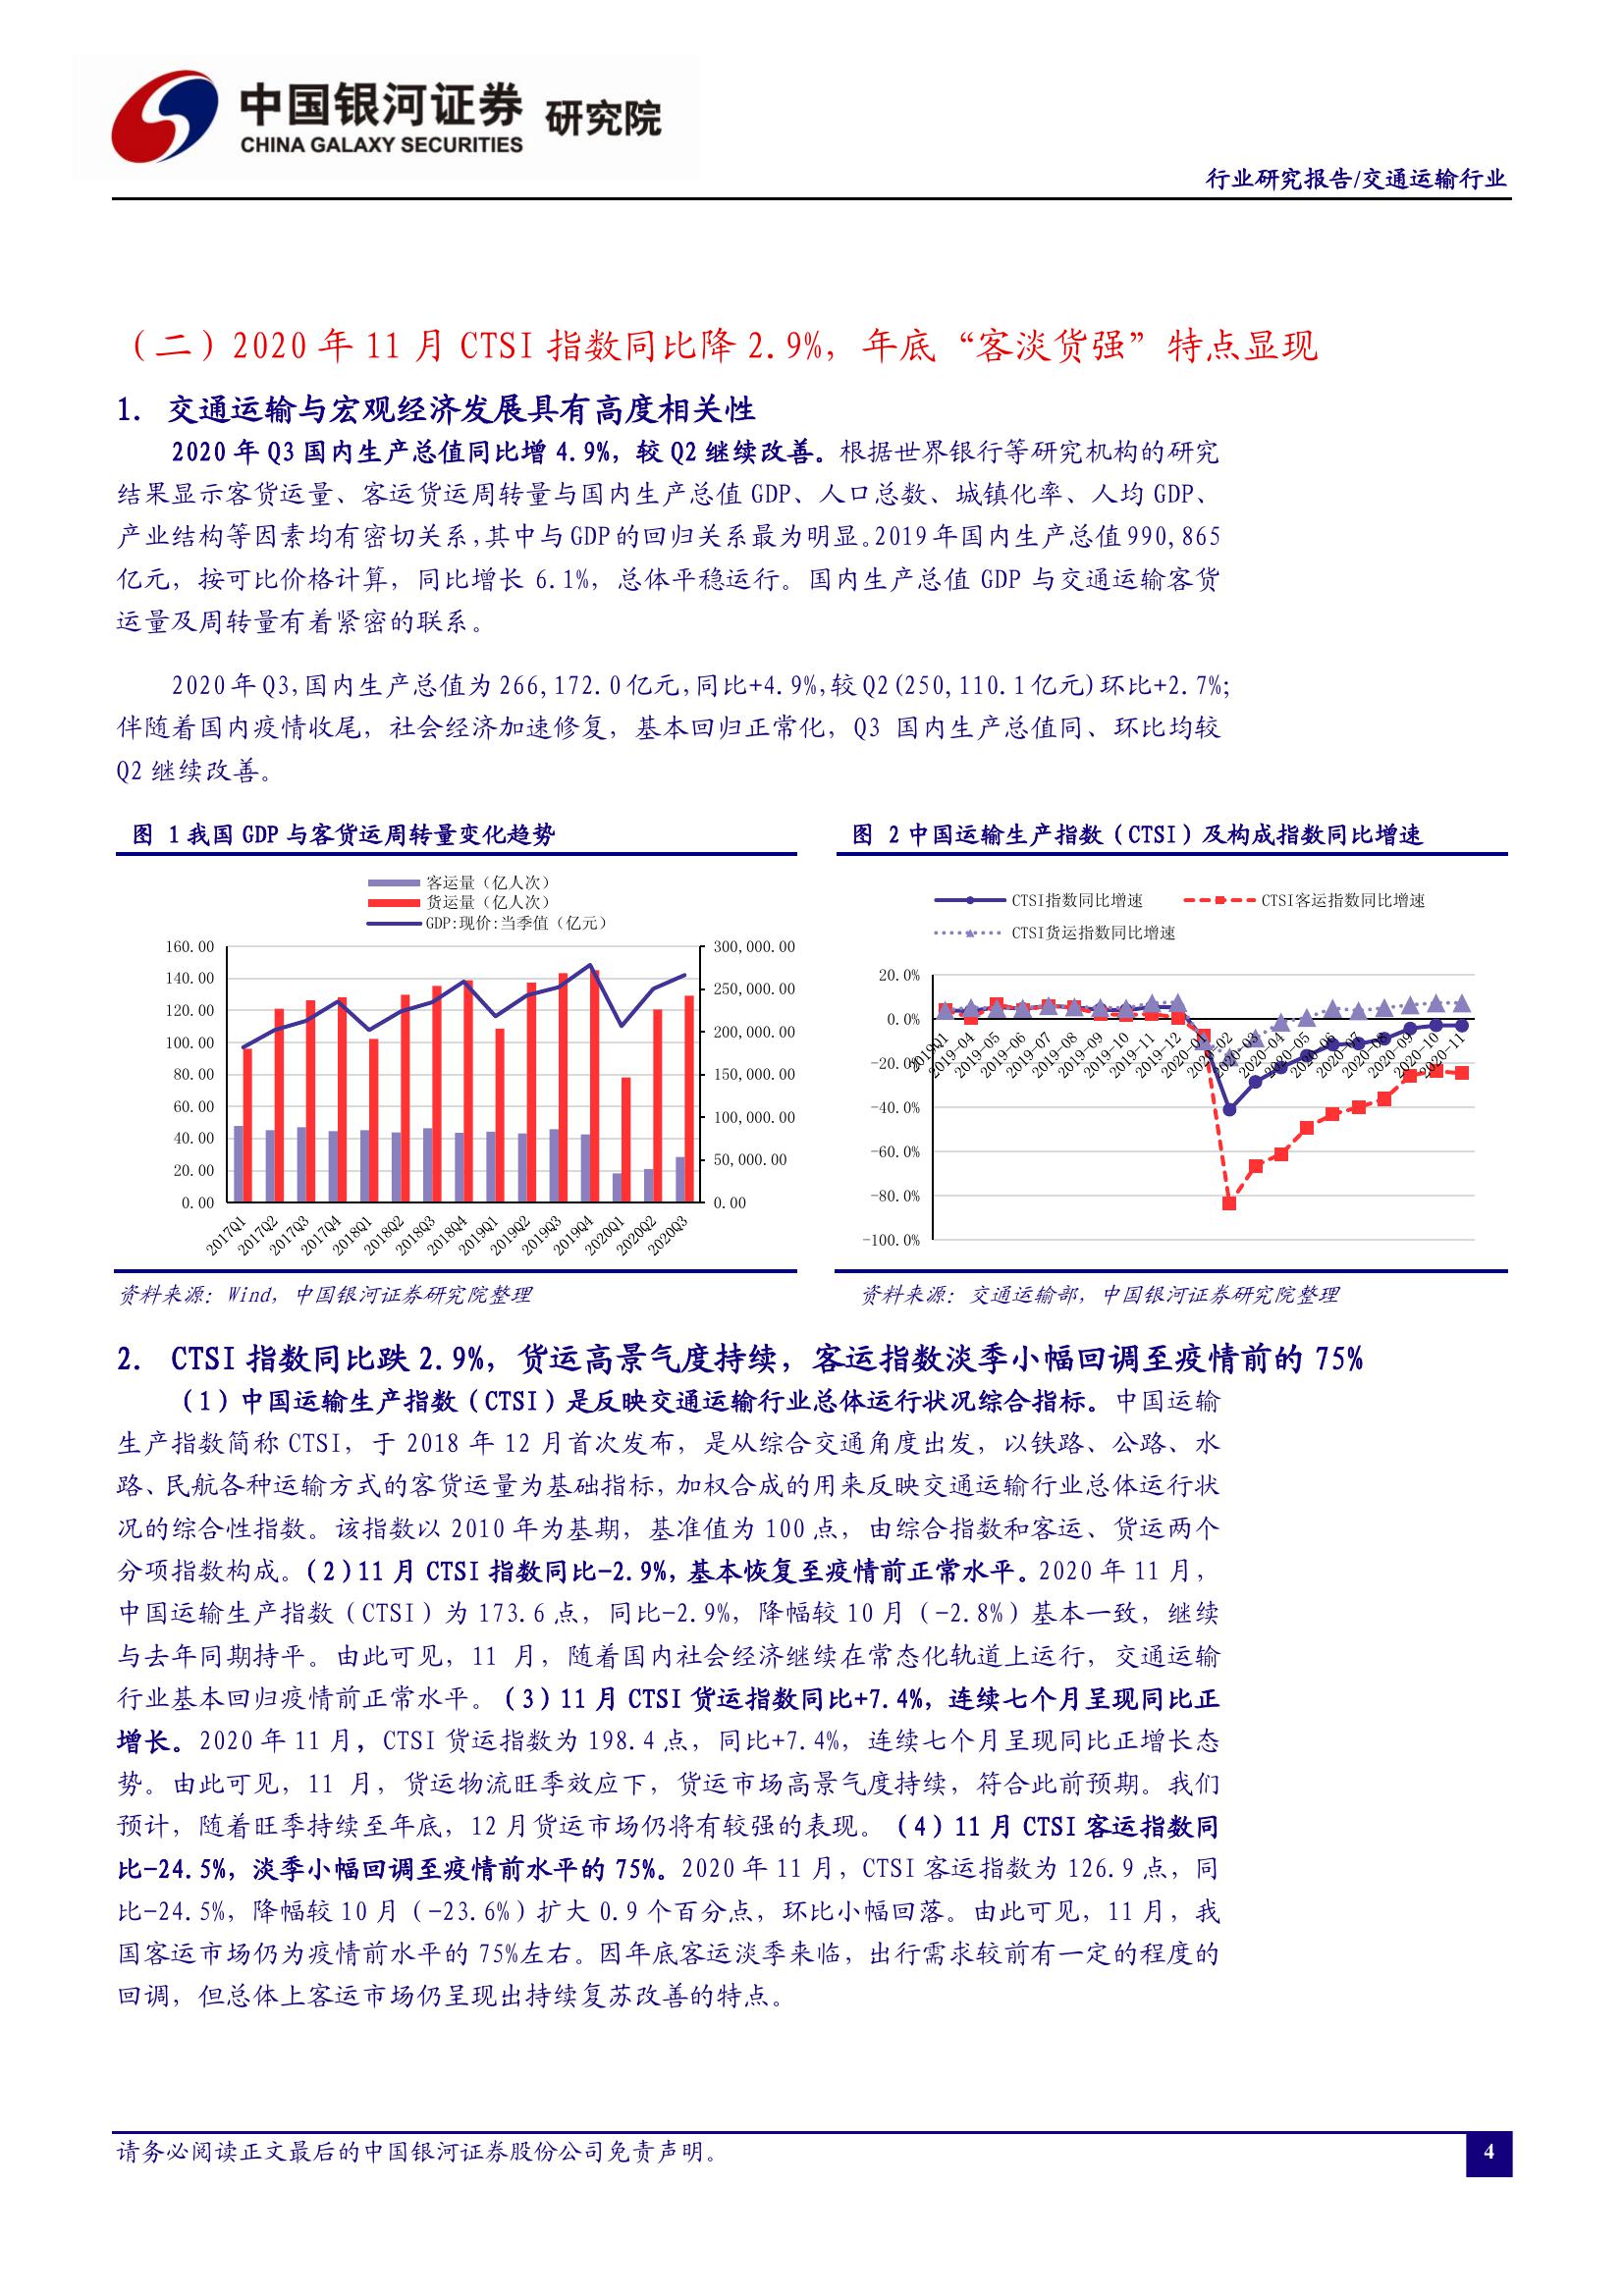 中国银河证券 研究院
CHINA GALAXY SECURITIES
行业研究报告/交通运输行业
（二）2020 年 11 月 CTSI 指数同比降 2.9%，年底“客淡货强”特点显现
1. 交通运输与宏观经济发展具有高度相关性
2020 年 Q3 国内生产总值同比增 4.9%，较 Q2 继续改善。根据世界银行等研究机构的研究
结果显示客货运量、客运货运周转量与国内生产总值 GDP、人口总数、城镇化率、人均 GDP、
产业结构等因素均有密切关系，其中与 GDP 的回归关系最为明显。2019 年国内生产总值 990,865
亿元，按可比价格计算，同比增长 6.1%，总体平稳运行。国内生产总值 GDP 与交通运输客货
运量及周转量有着紧密的联系。
2020 年 Q3，国内生产总值为 266,172.0 亿元，同比+4.9%，较 Q2（250,110.1 亿元）环比+2.7%；
伴随着国内疫情收尾，社会经济加速修复，基本回归正常化，Q3 国内生产总值同、环比均较
Q2 继续改善。
图 1 我国 GDP 与客货运周转量变化趋势
客运量（亿人次）
货运量（亿人次）
GDP:现价:当季值（亿元）
160.00
140.00
120.00
100.00
80.00
60.00
40.00
20.00
0.00
300,000.00
250,000.00
200,000.00
150,000.00
100,000.00
50,000.00
0.00
2017Q1 2017Q2 2017Q3 2017Q4 2018Q1 2018Q2 2018Q3 2018Q4 2019Q1 2019Q2 2019Q3 2019Q4 2020Q1 2020Q2 2020Q3
资料来源：Wind，中国银河证券研究院整理
图 2 中国运输生产指数（CTSI）及构成指数同比增速
CTSI指数同比增速 CTSI客运指数同比增速
CTSI货运指数同比增速
20.0%
0.0%
-20.0%
-40.0%
-60.0%
-80.0%
-100.0%
2019Q1 2019-04 2019-05 2019-06 2019-07 2019-08 2019-09 2019-10 2019-11 2019-12 2020-01 2020-02 2020-03 2020-04 2020-05 2020-06 2020-07 2020-08 2020-09 2020-10 2020-11
资料来源：交通运输部，中国银河证券研究院整理
2. CTSI 指数同比跌 2.9%，货运高景气度持续，客运指数淡季小幅回调至疫情前的 75%
（1）中国运输生产指数（CTSI）是反映交通运输行业总体运行状况综合指标。中国运输
生产指数简称 CTSI，于 2018 年 12 月首次发布，是从综合交通角度出发，以铁路、公路、水
路、民航各种运输方式的客货运量为基础指标，加权合成的用来反映交通运输行业总体运行状
况的综合性指数。该指数以 2010 年为基期，基准值为 100 点，由综合指数和客运、货运两个
分项指数构成。（2）11 月 CTSI 指数同比-2.9%，基本恢复至疫情前正常水平。2020 年 11 月，
中国运输生产指数（CTSI）为 173.6 点，同比-2.9%，降幅较 10 月（-2.8%）基本一致，继续
与去年同期持平。由此可见，11 月，随着国内社会经济继续在常态化轨道上运行，交通运输
行业基本回归疫情前正常水平。（3）11 月 CTSI 货运指数同比+7.4%，连续七个月呈现同比正
增长。2020 年 11 月，CTSI 货运指数为 198.4 点，同比+7.4%，连续七个月呈现同比正增长态
势。由此可见，11 月，货运物流旺季效应下，货运市场高景气度持续，符合此前预期。我们
预计，随着旺季持续至年底，12 月货运市场仍将有较强的表现。（4）11 月 CTSI 客运指数同
比-24.5%，淡季小幅回调至疫情前水平的 75%。2020 年 11 月，CTSI 客运指数为 126.9 点，同
比-24.5%，降幅较 10 月（-23.6%）扩大 0.9 个百分点，环比小幅回落。由此可见，11 月，我
国客运市场仍为疫情前水平的 75%左右。因年底客运淡季来临，出行需求较前有一定的程度的
回调，但总体上客运市场仍呈现出持续复苏改善的特点。
请务必阅读正文最后的中国银河证券股份公司免责声明。
4